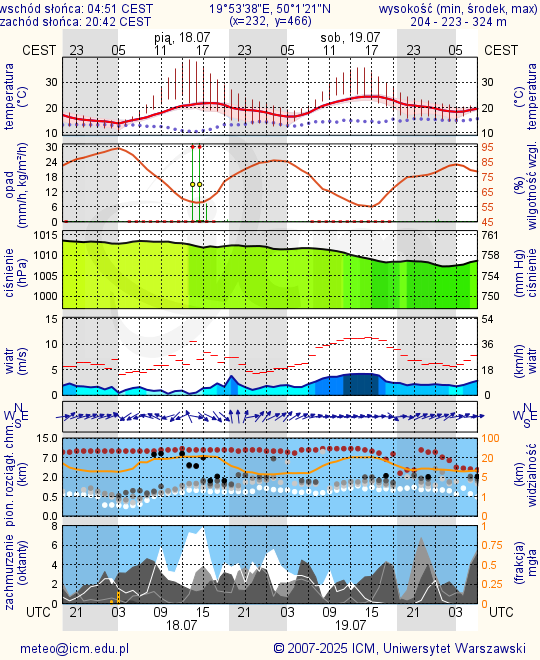 wschód słońca: 04:51 CEST 19°53'38"E, 50°1'21"N wysokość (min, środek, max)
zachód słońca: 20:42 CEST (x=232, y=466) 204 - 223 - 324 m
pią, 18.07 sob, 19.07
CEST 23 05 11 17 23 05 11 17 23 05 CEST
temperatura (°C)
30 30
20 20
10 10
temperatura (°C)
opad (mm/h, kg/m²/h)
30 95
24 85
18 75
12 65
6 55
0 45
wilgotność wzgl. (%)
ciśnienie (hPa)
1015 761
1010 758
1005 754
1000 750
ciśnienie (mm Hg)
wiatr (m/s)
15 54
10 36
5 18
0 0
wiatr (km/h)
N W E S N W E S
pion. rozciągł. chm. (km)
15.0 100
7.0 20
2.0 5
0.5 1
0.0 0
widzialność (km)
zachmurzenie (oktanty)
8 1
6 0.75
4 0.5
2 0.25
0 0
mgła (frakcja)
UTC 21 03 09 15 21 03 09 15 21 03 UTC
18.07 19.07
meteo@icm.edu.pl © 2007-2025 ICM, Uniwersytet Warszawski